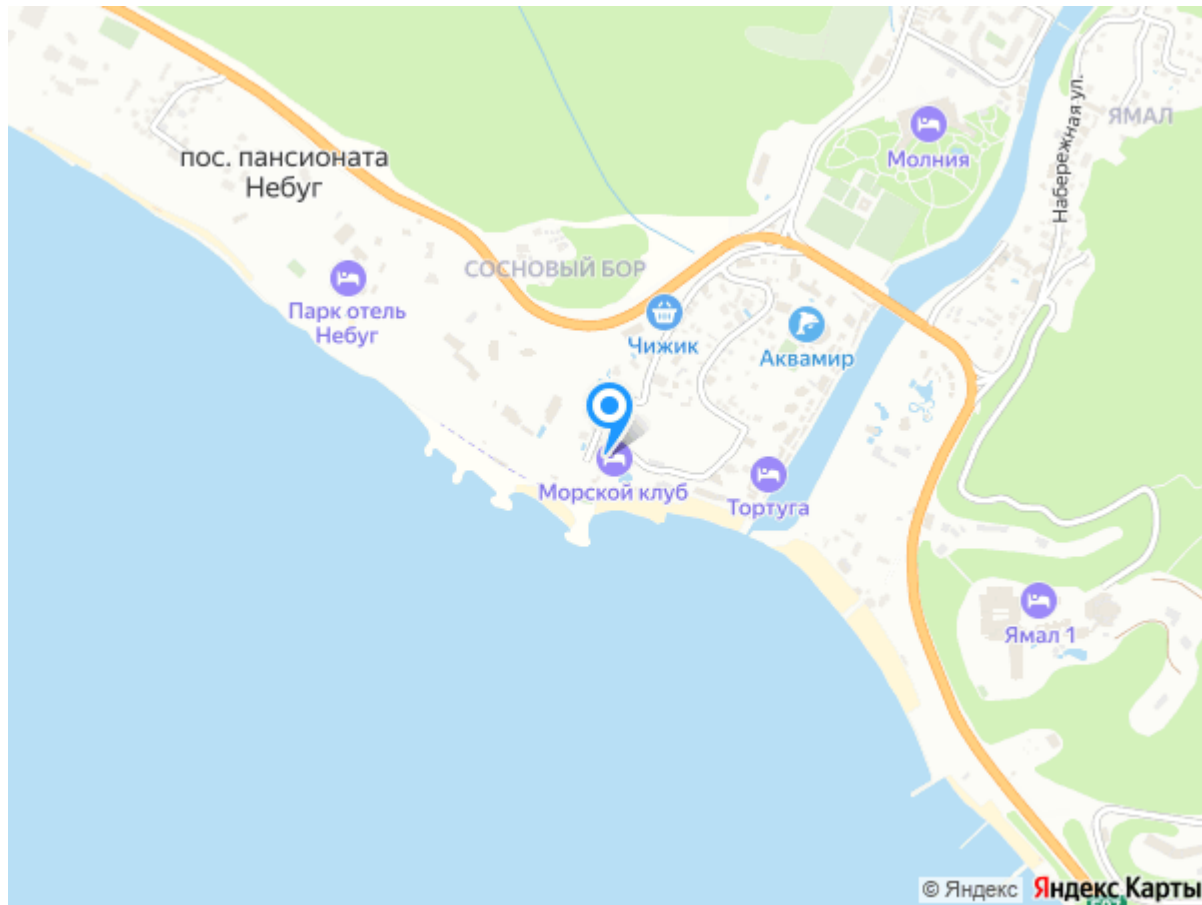 ЯМАЛ
Набережная ул.
Молния
пос. пансионата
Небуг
СОСНОВЫЙ БОР
Парк отель
Небуг
Чижик
Аквамир
Морской клуб
Тортуга
Ямал 1
© Яндекс
Яндекс Карты